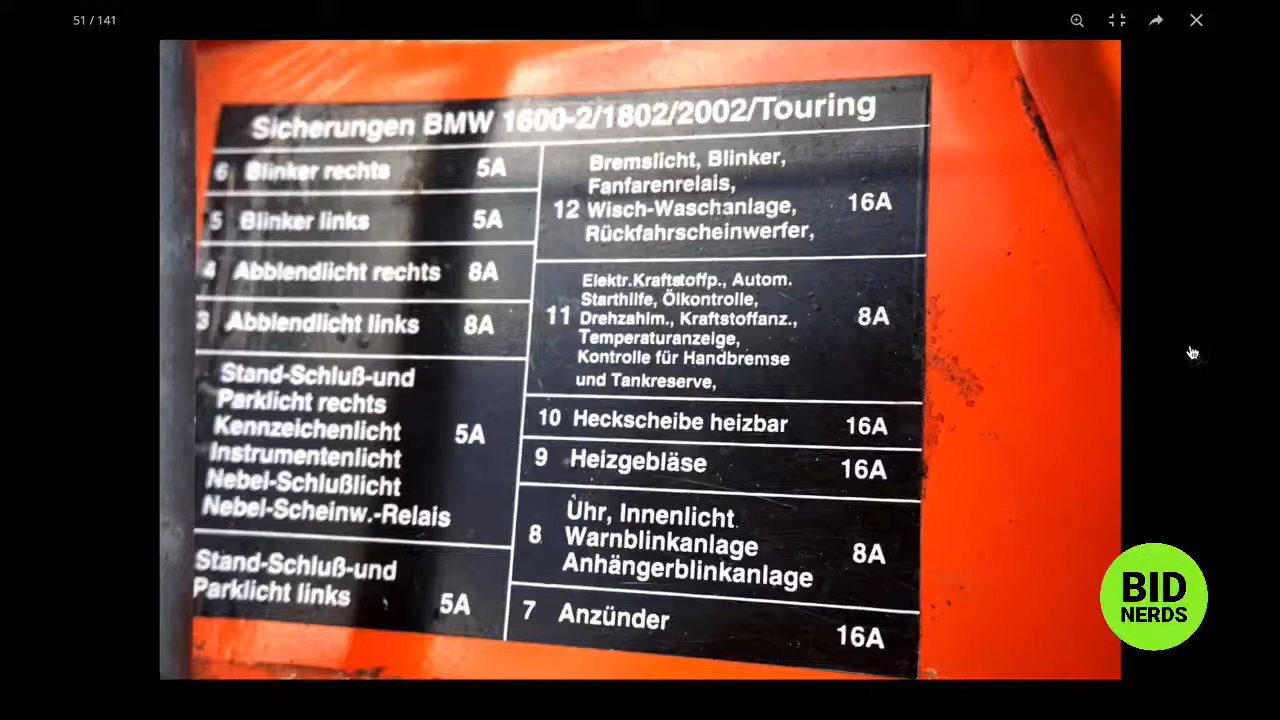 51 / 141
Sicherungen BMW 1600-2/1802/2002/Touring
6 Blinker rechts 5A
5 Blinker links 5A
4 Abblendlicht rechts 8A
3 Abblendlicht links 8A
Stand-Schluß-und
Parklicht rechts
Kennzeichenlicht 5A
Instrumentenlicht
Nebel-Schlußlicht
Nebel-Scheinw.-Relais
Stand-Schluß-und
Parklicht links 5A
Bremslicht, Blinker,
Fanfarenrelais,
12 Wisch-Waschanlage, 16A
Rückfahrscheinwerfer,
Elektr.Kraftstoffp., Autom.
Starthilfe, Ölkontrolle,
11 Drehzahlm., Kraftstoffanz., 8A
Temperaturanzeige,
Kontrolle für Handbremse
und Tankreserve,
10 Heckscheibe heizbar 16A
9 Heizgebläse 16A
Uhr, Innenlicht
8 Warnblinkanlage 8A
Anhängerblinkanlage
7 Anzünder 16A
BID
NERDS